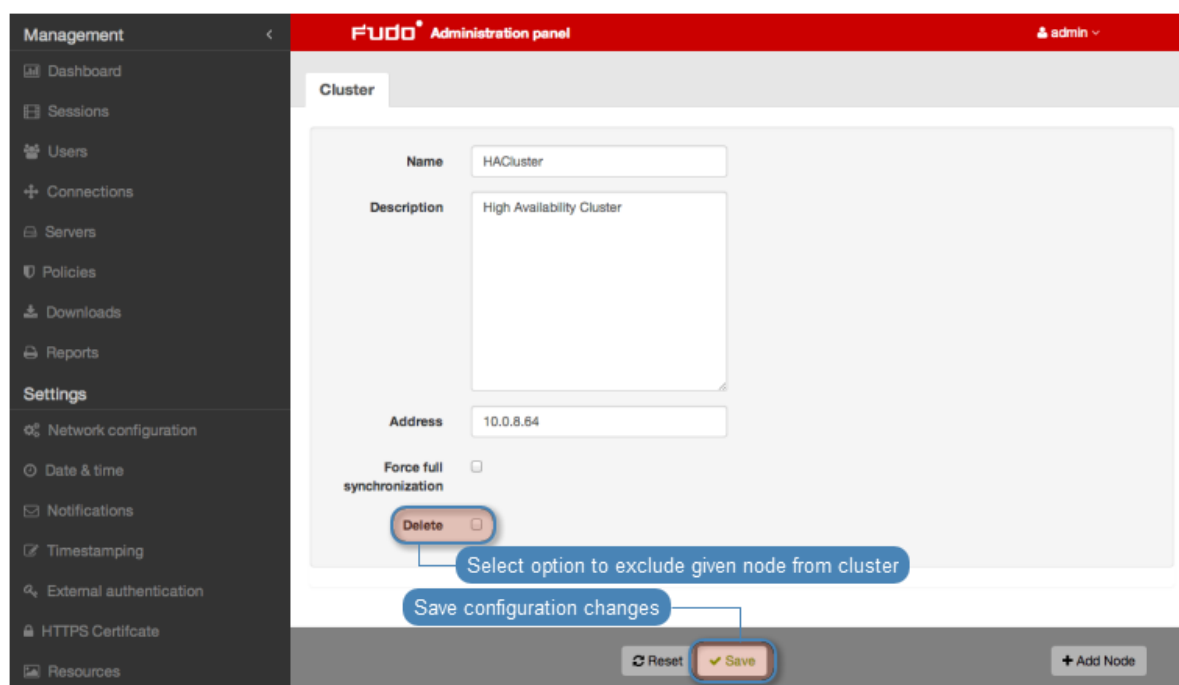 Management
FUDO Administration panel
admin
Dashboard
Cluster
Sessions
Users
Name
HACluster
Connections
Description
High Availability Cluster
Servers
Policies
Downloads
Reports
Settings
Address
10.0.8.64
Network configuration
Force full
synchronization
Date & time
Notifications
Delete
Timestamping
Select option to exclude given node from cluster
External authentication
Save configuration changes
HTTPS Certifcate
Reset
Save
Add Node
Resources